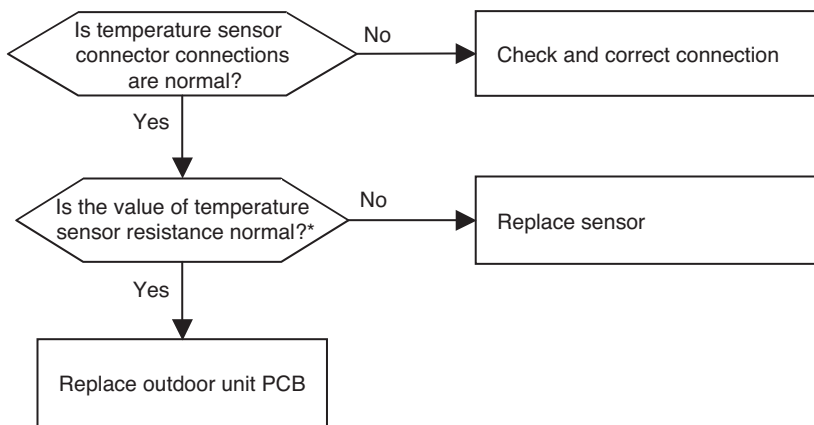 Is temperature sensor
connector connections
are normal?
No
Check and correct connection
Yes
Is the value of temperature
sensor resistance normal?*
No
Replace sensor
Yes
Replace outdoor unit PCB